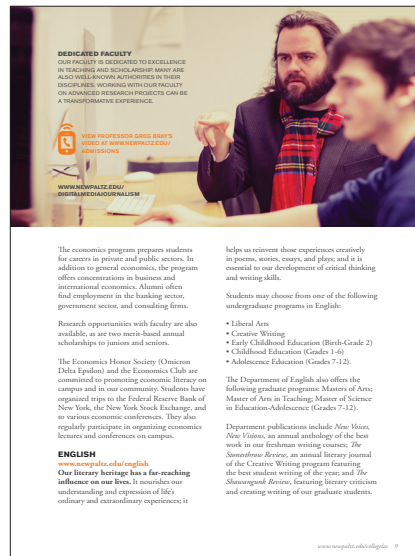 DEDICATED FACULTY
OUR FACULTY IS DEDICATED TO EXCELLENCE
IN TEACHING AND SCHOLARSHIP. MANY ARE
ALSO WELL-KNOWN AUTHORITIES IN THEIR
DISCIPLINES. WORKING WITH OUR FACULTY
ON ADVANCED RESEARCH PROJECTS CAN BE
A TRANSFORMATIVE EXPERIENCE.
VIEW PROFESSOR GREG BRAY'S
VIDEO AT WWW.NEWPALTZ.EDU/
ADMISSIONS
WWW.NEWPALTZ.EDU/
DIGITALMEDIAJOURNALISM
The economics program prepares students
for careers in private and public sectors. In
addition to general economics, the program
offers concentrations in business and
international economics. Alumni often
find employment in the banking sector,
government sector, and consulting firms.
Research opportunities with faculty are also
available, as are two merit-based annual
scholarships to juniors and seniors.
The Economics Honor Society (Omicron
Delta Epsilon) and the Economics Club are
committed to promoting economic literacy on
campus and in our community. Students have
organized trips to the Federal Reserve Bank of
New York, the New York Stock Exchange, and
to various economic conferences. They also
regularly participate in organizing economics
lectures and conferences on campus.
ENGLISH
www.newpaltz.edu/english
Our literary heritage has a far-reaching
influence on our lives. It nourishes our
understanding and expression of life's
ordinary and extraordinary experiences; it
helps us reinvent those experiences creatively
in poems, stories, essays, and plays; and it is
essential to our development of critical thinking
and writing skills.
Students may choose from one of the following
undergraduate programs in English:
• Liberal Arts
• Creative Writing
• Early Childhood Education (Birth-Grade 2)
• Childhood Education (Grades 1-6)
• Adolescence Education (Grades 7-12).
The Department of English also offers the
following graduate programs: Masters of Arts;
Master of Arts in Teaching; Master of Science
in Education-Adolescence (Grades 7-12).
Department publications include New Voices,
New Visions, an annual anthology of the best
work in our freshman writing courses; The
Stonesthrow Review, an annual literary journal
of the Creative Writing program featuring
the best student writing of the year; and The
Shawangunk Review, featuring literary criticism
and creative writing of our graduate students.
www.newpaltz.edu/collegelas 9